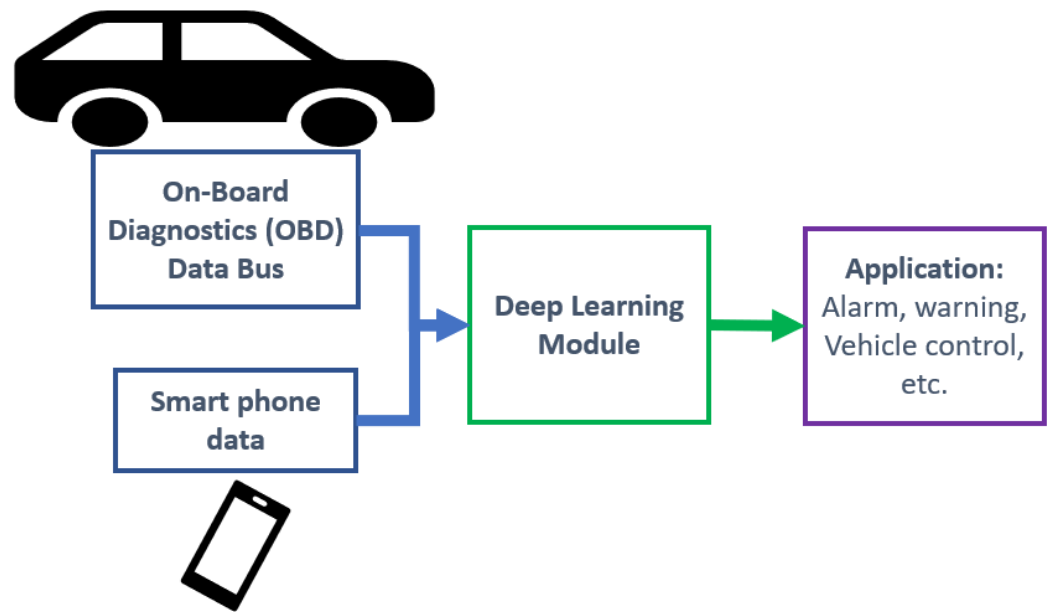 On-Board
Diagnostics (OBD)
Data Bus
Smart phone
data
Deep Learning
Module
Application:
Alarm, warning,
Vehicle control,
etc.